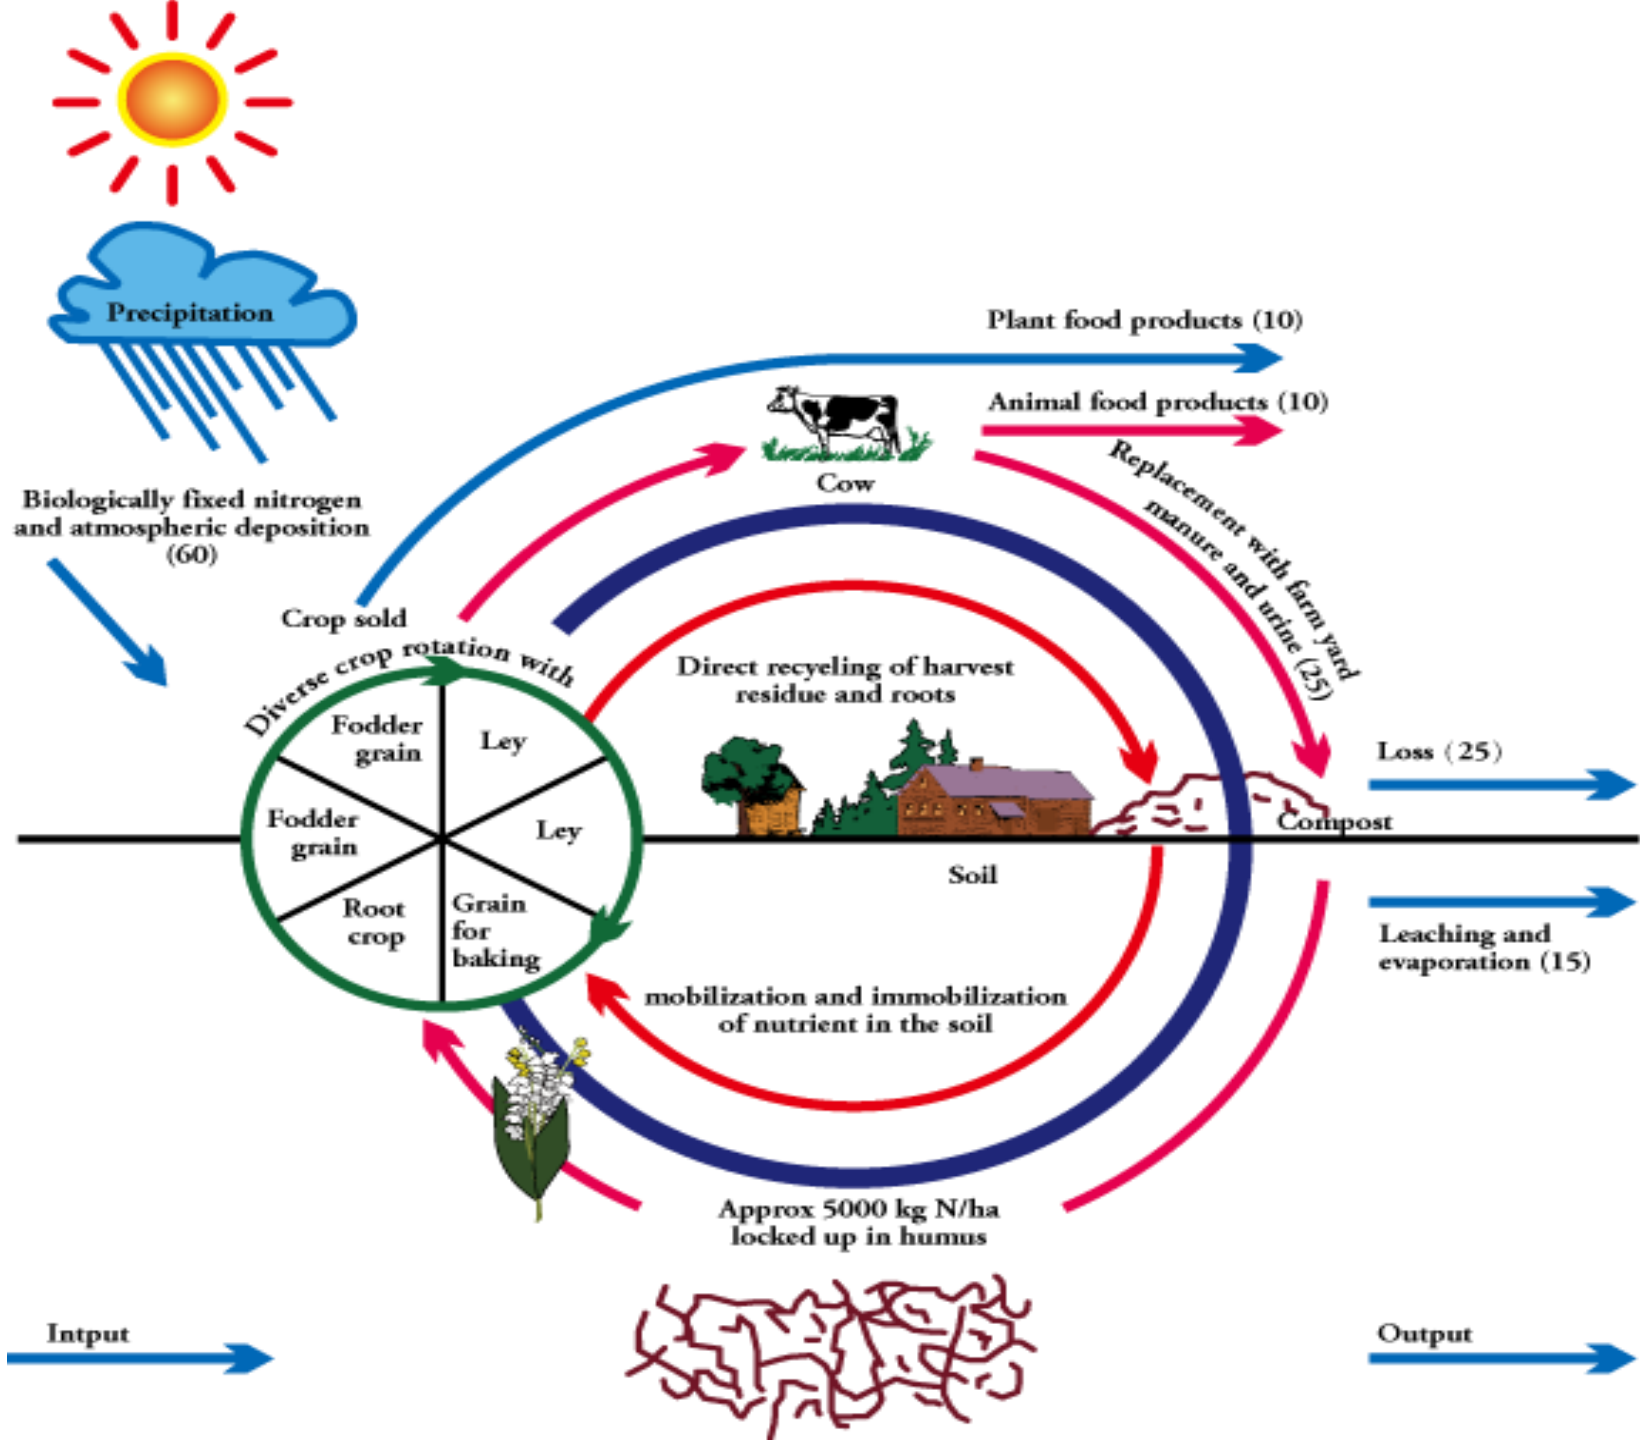 Precipitation
Plant food products (10)
Animal food products (10)
Replacement with farm yard
manure and urine (25)
Cow
Biologically fixed nitrogen
and atmospheric deposition
(60)
Crop sold
Diverse crop rotation with
Direct recyeling of harvest
residue and roots
Fodder
grain
Ley
Fodder
grain
Ley
Root
crop
Grain
for
baking
Loss (25)
Compost
Soil
Leaching and
evaporation (15)
mobilization and immobilization
of nutrient in the soil
Approx 5000 kg N/ha
locked up in humus
Intput
Output